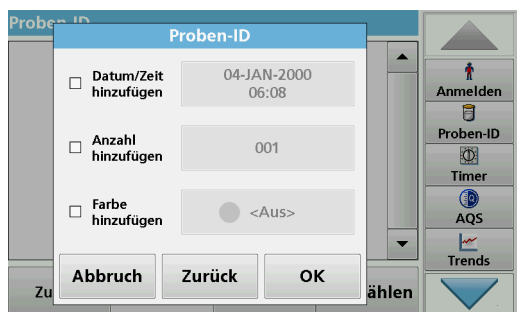 Proben-ID
Proben-ID
Datum/Zeit
hinzufügen
04-JAN-2000
06:08
Anzahl
hinzufügen
001
Farbe
hinzufügen
<Aus>
Abbruch
Zurück
OK
Anmelden
Proben-ID
Timer
AQS
Trends